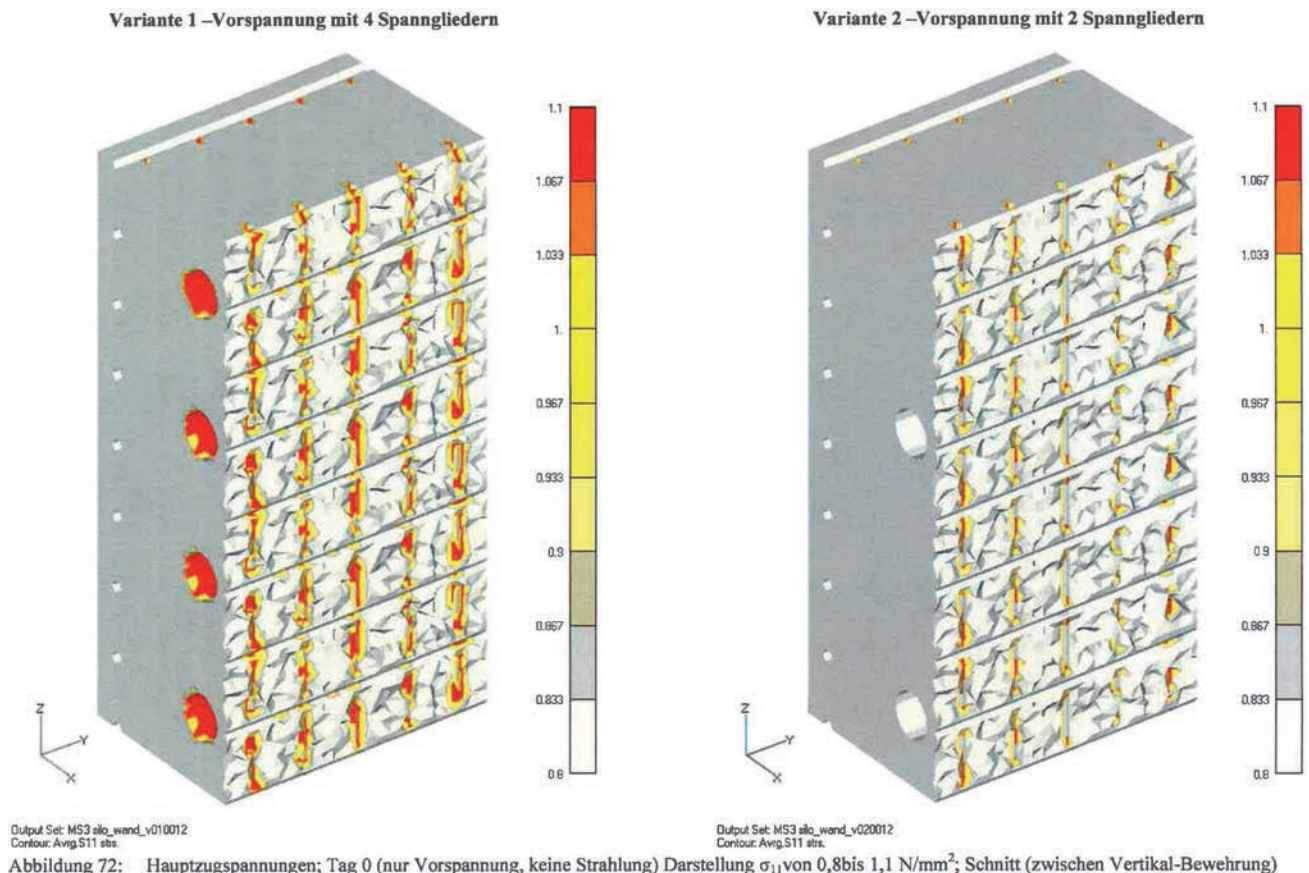 Variante 1 –Vorspannung mit 4 Spanngliedern
Variante 2 –Vorspannung mit 2 Spanngliedern
1.1
1.067
1.033
1.
0.967
0.933
0.9
0.867
0.833
0.8
Z
Y
X
Output Set: MS3 silo_wand_v010012
Contour: Avrg.S11 strs.
1.1
1.067
1.033
1.
0.967
0.933
0.9
0.867
0.833
0.8
Z
Y
X
Output Set: MS3 silo_wand_v020012
Contour: Avrg.S11 strs.
Abbildung 72: Hauptzugspannungen; Tag 0 (nur Vorspannung, keine Strahlung) Darstellung σ₁₁von 0,8bis 1,1 N/mm²; Schnitt (zwischen Vertikal-Bewehrung)